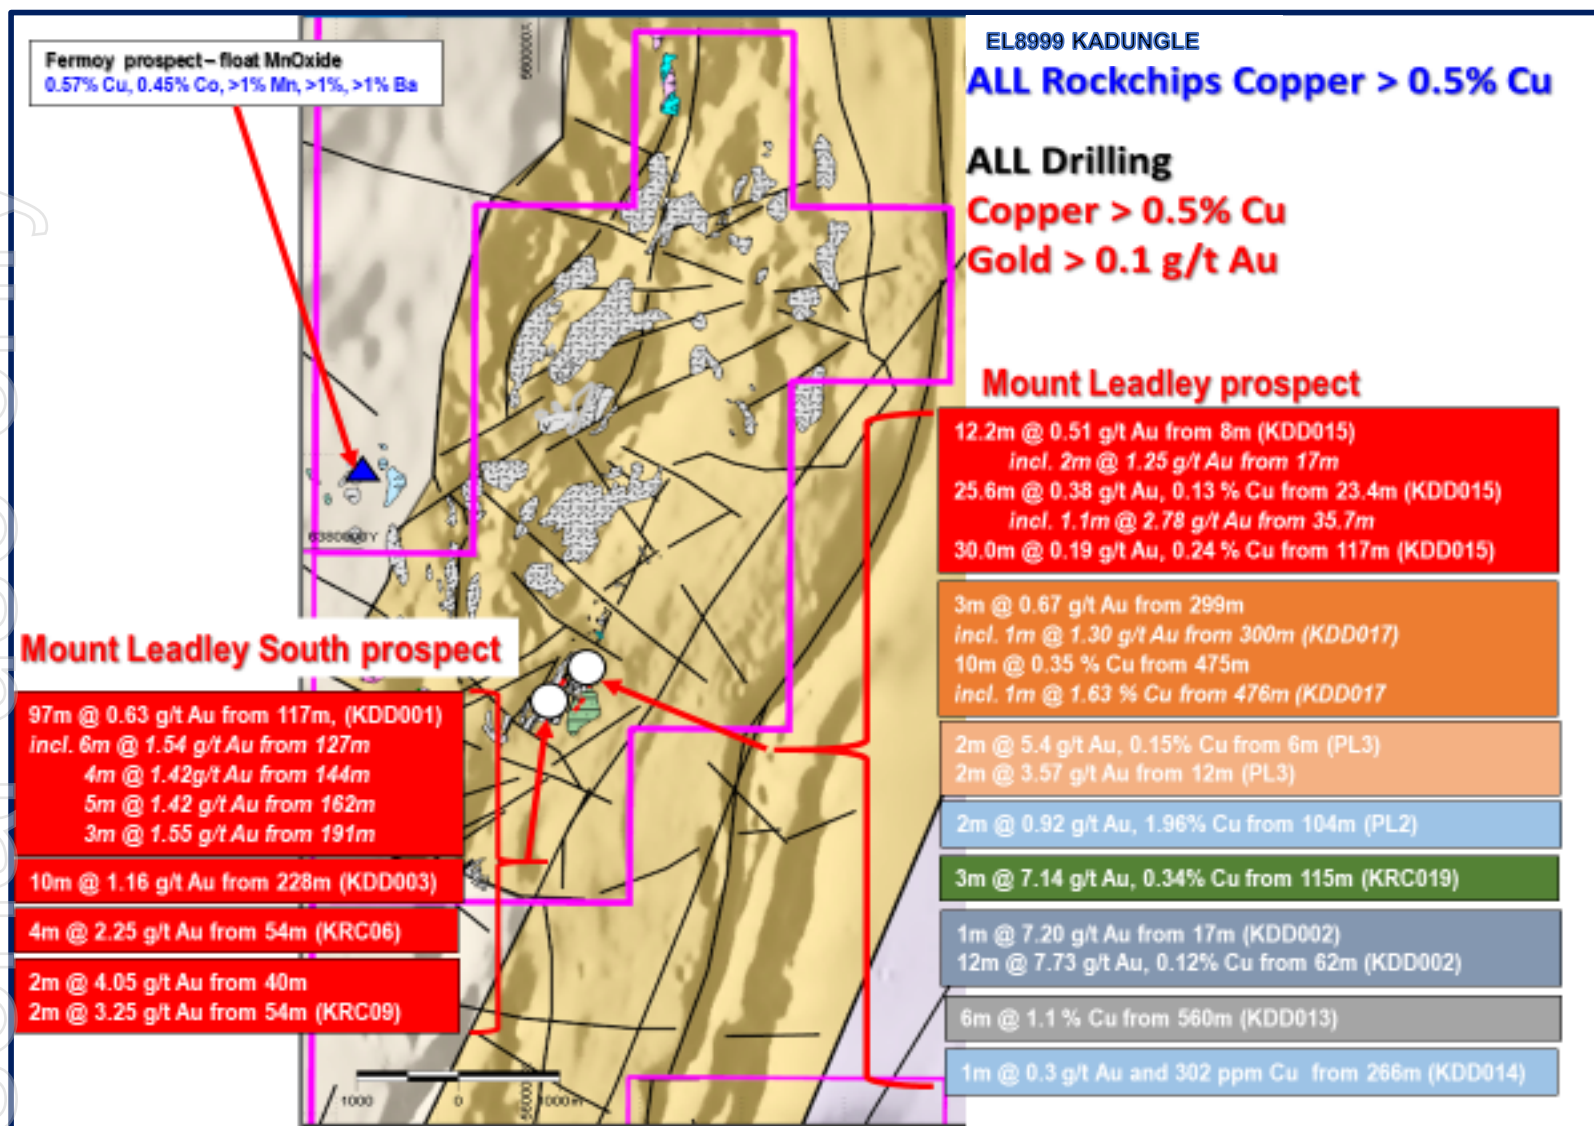 Fermoy prospect – float MnOxide
0.57% Cu, 0.45% Co, >1% Mn, >1%, >1% Ba
EL8999 KADUNGLE
ALL Rockchips Copper > 0.5% Cu
ALL Drilling
Copper > 0.5% Cu
Gold > 0.1 g/t Au
Mount Leadley prospect
12.2m @ 0.51 g/t Au from 8m (KDD015)
incl. 2m @ 1.25 g/t Au from 17m
25.6m @ 0.38 g/t Au, 0.13 % Cu from 23.4m (KDD015)
incl. 1.1m @ 2.78 g/t Au from 35.7m
30.0m @ 0.19 g/t Au, 0.24 % Cu from 117m (KDD015)
3m @ 0.67 g/t Au from 299m
incl. 1m @ 1.30 g/t Au from 300m (KDD017)
10m @ 0.35 % Cu from 475m
incl. 1m @ 1.63 % Cu from 476m (KDD017
2m @ 5.4 g/t Au, 0.15% Cu from 6m (PL3)
2m @ 3.57 g/t Au from 12m (PL3)
2m @ 0.92 g/t Au, 1.96% Cu from 104m (PL2)
3m @ 7.14 g/t Au, 0.34% Cu from 115m (KRC019)
1m @ 7.20 g/t Au from 17m (KDD002)
12m @ 7.73 g/t Au, 0.12% Cu from 62m (KDD002)
6m @ 1.1 % Cu from 560m (KDD013)
1m @ 0.3 g/t Au and 302 ppm Cu from 266m (KDD014)
Mount Leadley South prospect
97m @ 0.63 g/t Au from 117m, (KDD001)
incl. 6m @ 1.54 g/t Au from 127m
4m @ 1.42g/t Au from 144m
5m @ 1.42 g/t Au from 162m
3m @ 1.55 g/t Au from 191m
10m @ 1.16 g/t Au from 228m (KDD003)
4m @ 2.25 g/t Au from 54m (KRC06)
2m @ 4.05 g/t Au from 40m
2m @ 3.25 g/t Au from 54m (KRC09)
6380000Y
1000 0 1000m